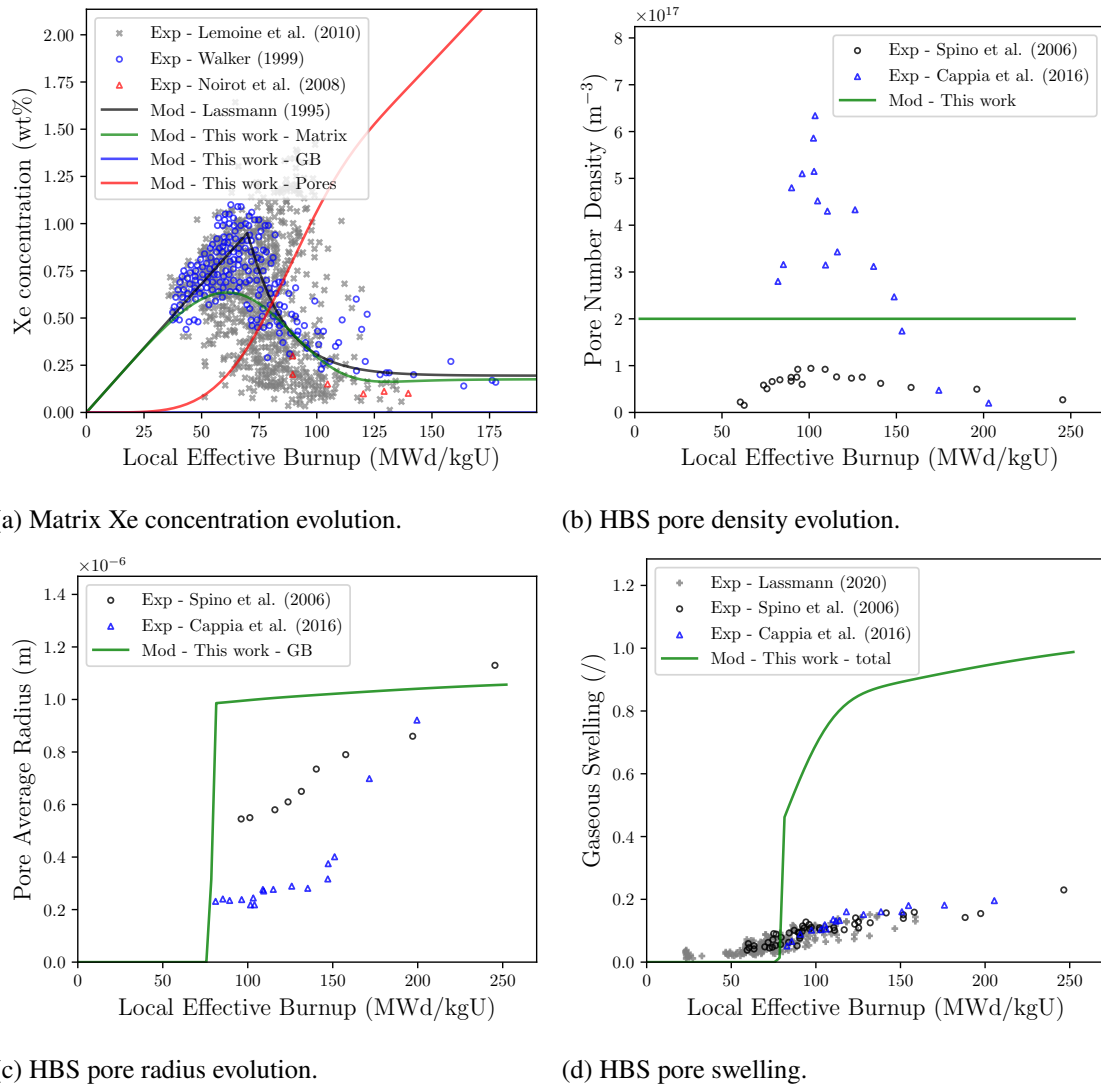 Exp - Lemoine et al. (2010)
Exp - Walker (1999)
Exp - Noirot et al. (2008)
Mod - Lassmann (1995)
Mod - This work - Matrix
Mod - This work - GB
Mod - This work - Pores
Xe concentration (wt%)
2.00
1.75
1.50
1.25
1.00
0.75
0.50
0.25
0.00
0 25 50 75 100 125 150 175
Local Effective Burnup (MWd/kgU)
(a) Matrix Xe concentration evolution.
×10^17
Exp - Spino et al. (2006)
Exp - Cappia et al. (2016)
Mod - This work
Pore Number Density (m^−3)
8
7
6
5
4
3
2
1
0
50 100 150 200 250
Local Effective Burnup (MWd/kgU)
(b) HBS pore density evolution.
×10^−6
Exp - Spino et al. (2006)
Exp - Cappia et al. (2016)
Mod - This work - GB
Pore Average Radius (m)
1.4
1.2
1.0
0.8
0.6
0.4
0.2
0.0
50 100 150 200 250
Local Effective Burnup (MWd/kgU)
(c) HBS pore radius evolution.
Exp - Lassmann (2020)
Exp - Spino et al. (2006)
Exp - Cappia et al. (2016)
Mod - This work - total
Gaseous Swelling (/)
1.2
1.0
0.8
0.6
0.4
0.2
0.0
0 50 100 150 200 250
Local Effective Burnup (MWd/kgU)
(d) HBS pore swelling.